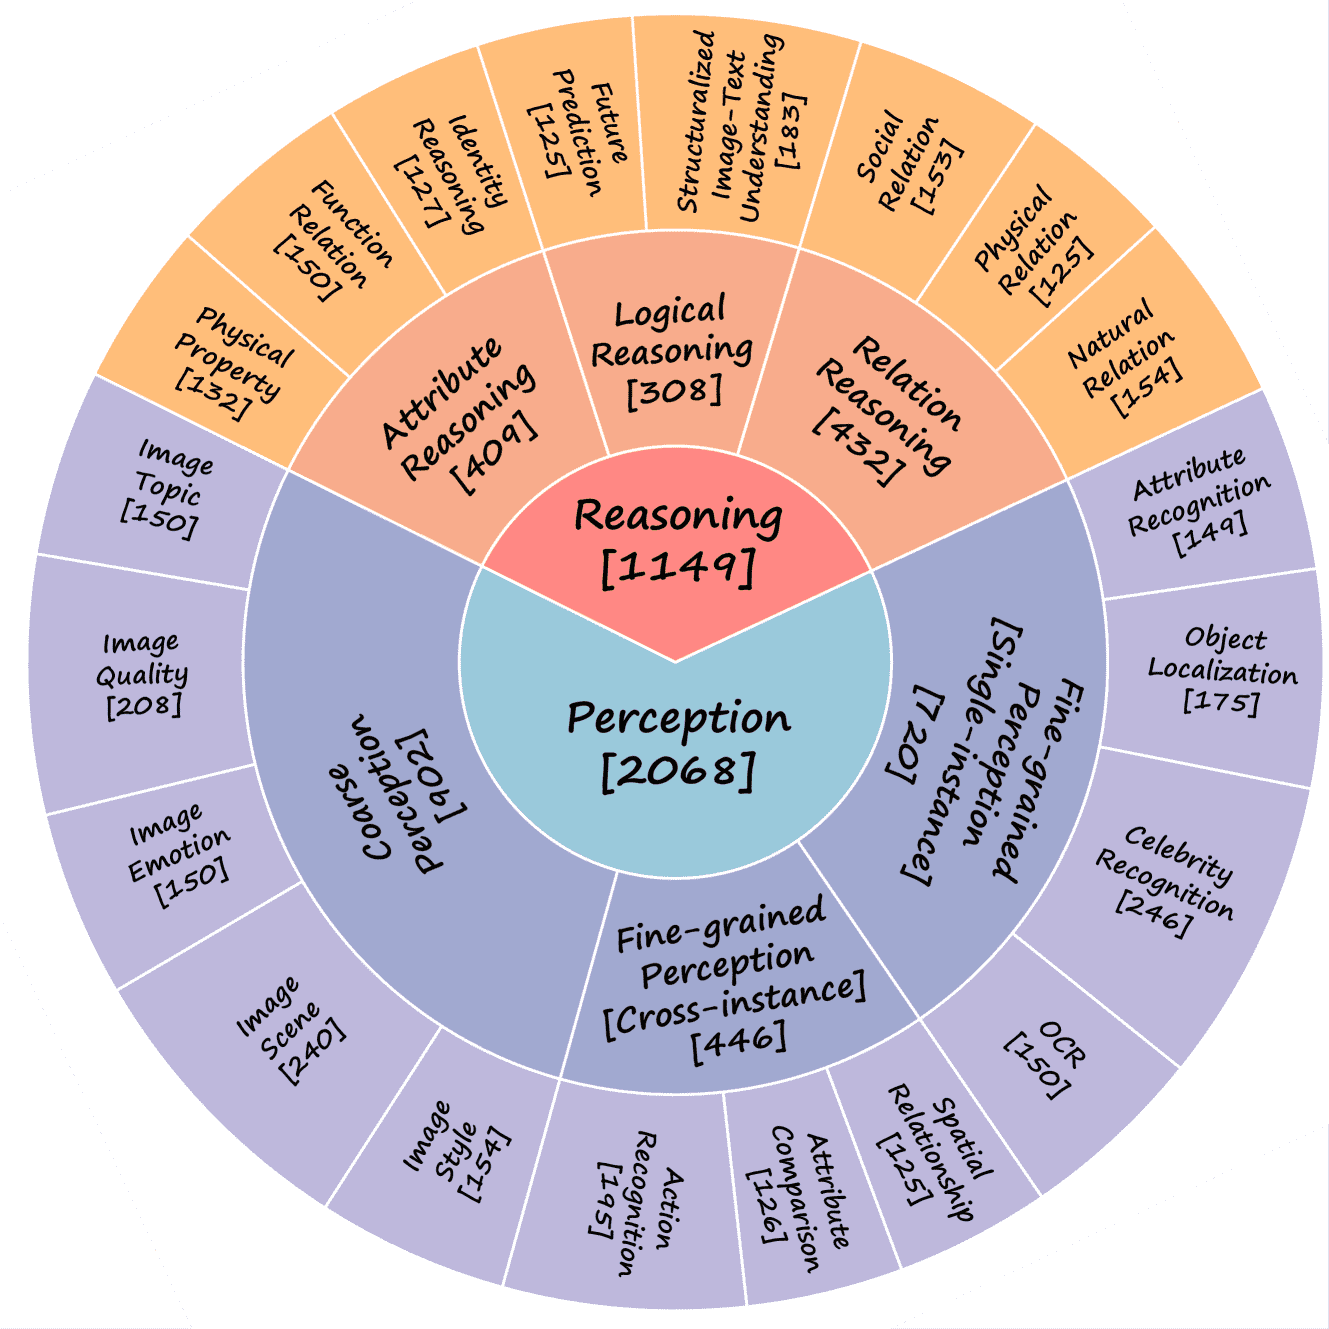 Reasoning
[1149]
Perception
[2068]
Attribute
Reasoning
[409]
Logical
Reasoning
[308]
Relation
Reasoning
[432]
Fine-grained
Perception
[Single-instance]
[720]
Fine-grained
Perception
[Cross-instance]
[446]
Coarse
Perception
[902]
Physical
Property
[132]
Function
Relation
[150]
Identity
Reasoning
[127]
Future
Prediction
[125]
Structuralized
Image-Text
Understanding
[183]
Social
Relation
[153]
Physical
Relation
[125]
Natural
Relation
[154]
Attribute
Recognition
[149]
Object
Localization
[175]
Celebrity
Recognition
[246]
OCR
[150]
Spatial
Relationship
[125]
Attribute
Comparison
[126]
Action
Recognition
[195]
Image
Style
[154]
Image
Scene
[240]
Image
Emotion
[150]
Image
Quality
[208]
Image
Topic
[150]